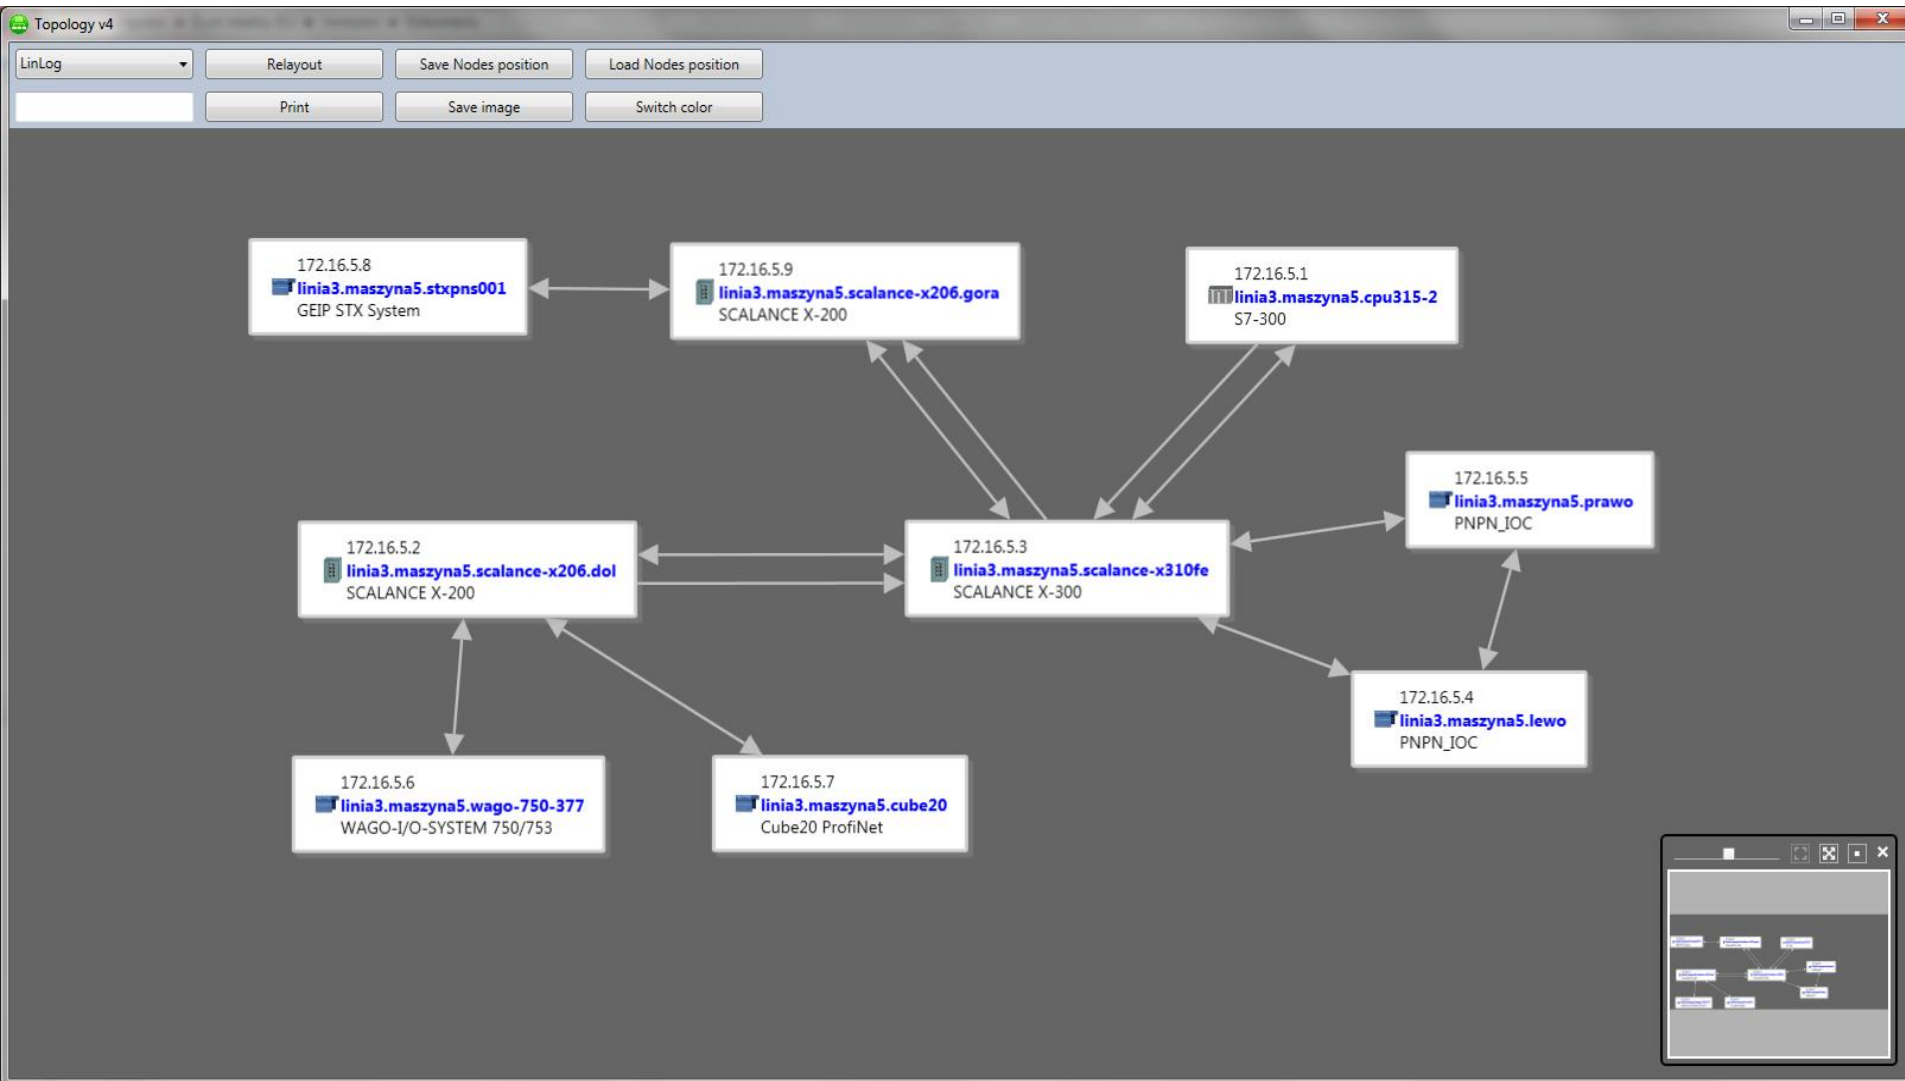 Topology v4
LinLog
Relayout
Save Nodes position
Load Nodes position
Print
Save image
Switch color
172.16.5.8
linia3.maszyna5.stxpns001
GEIP STX System
172.16.5.9
linia3.maszyna5.scalance-x206.gora
SCALANCE X-200
172.16.5.1
linia3.maszyna5.cpu315-2
S7-300
172.16.5.5
linia3.maszyna5.prawo
PNPN_IOC
172.16.5.2
linia3.maszyna5.scalance-x206.dol
SCALANCE X-200
172.16.5.3
linia3.maszyna5.scalance-x310fe
SCALANCE X-300
172.16.5.4
linia3.maszyna5.lewo
PNPN_IOC
172.16.5.6
linia3.maszyna5.wago-750-377
WAGO-I/O-SYSTEM 750/753
172.16.5.7
linia3.maszyna5.cube20
Cube20 ProfiNet